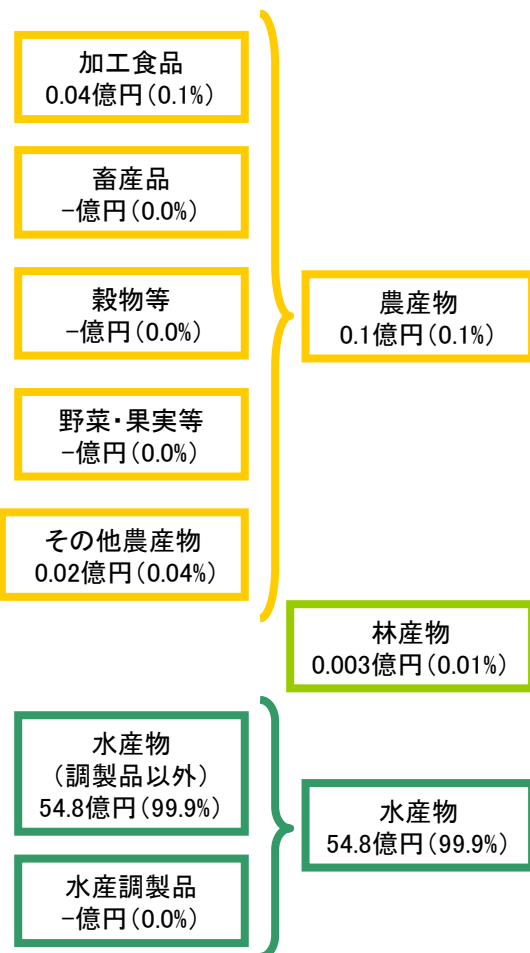 加工食品
0.04億円（0.1%）
畜産品
-億円（0.0%）
穀物等
-億円（0.0%）
野菜・果実等
-億円（0.0%）
その他農産物
0.02億円（0.04%）
農産物
0.1億円（0.1%）
林産物
0.003億円（0.01%）
水産物
（調製品以外）
54.8億円（99.9%）
水産調製品
-億円（0.0%）
水産物
54.8億円（99.9%）